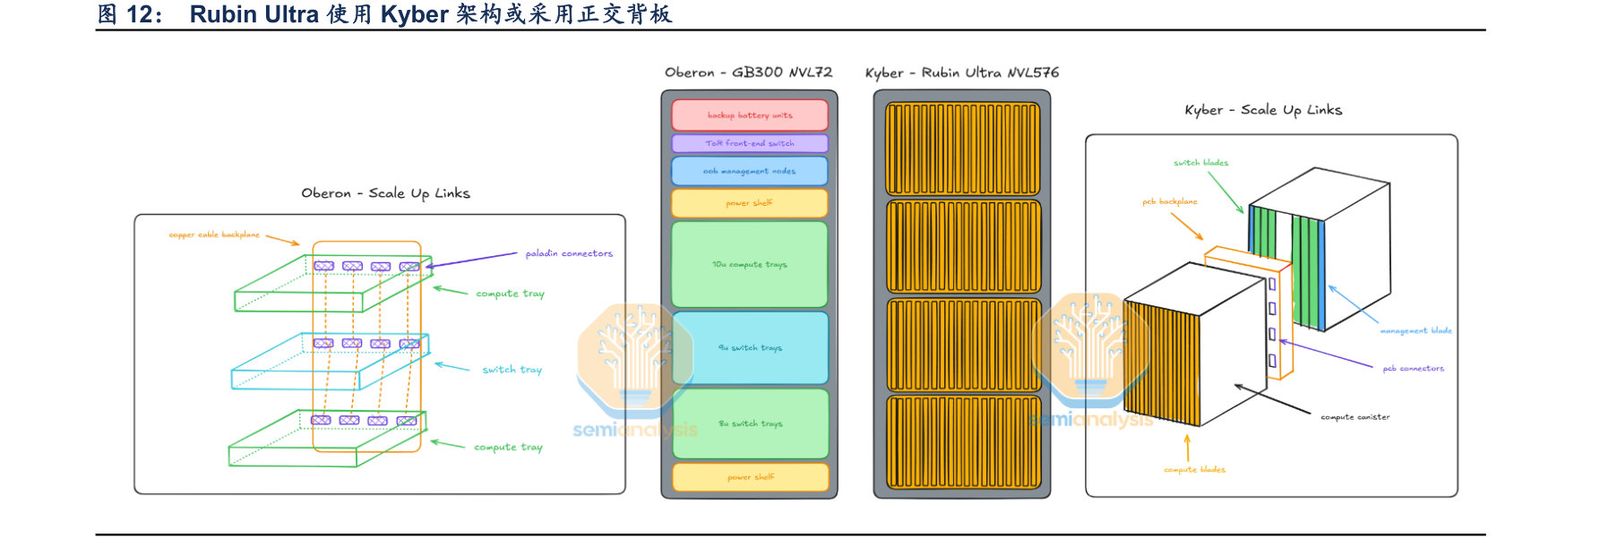 图 12： Rubin Ultra 使用 Kyber 架构或采用正交背板
Oberon - Scale Up Links
copper cable backplane
paladin connectors
compute tray
switch tray
compute tray
Oberon - GB300 NVL72
backup battery units
ToR front-end switch
oob management nodes
power shelf
10u compute trays
9u switch trays
8u switch trays
power shelf
Kyber - Rubin Ultra NVL576
Kyber - Scale Up Links
switch blades
pcb backplane
management blade
pcb connectors
compute canister
compute blades
semianalysis
semianalysis